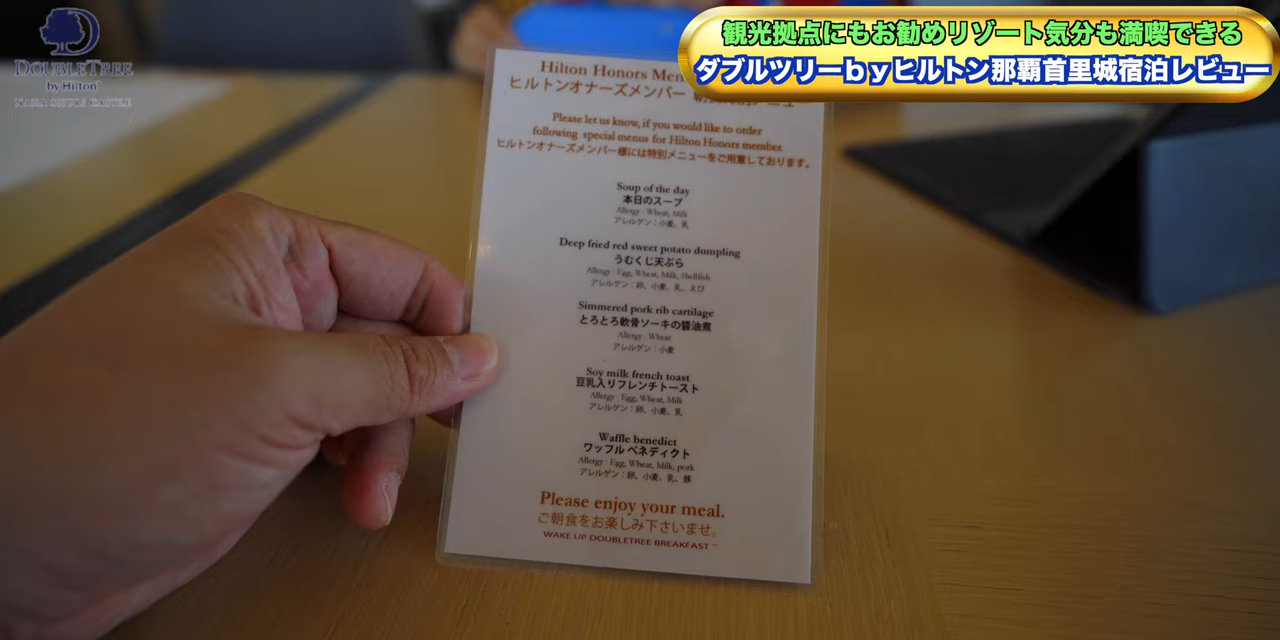 DOUBLETREE
by Hilton
NAHA SHURI CASTLE
観光拠点にもお勧めリゾート気分も満喫できる
ダブルツリーbyヒルトン那覇首里城宿泊レビュー
Hilton Honors
ヒルトンオナーズメンバー
Please let us know, if you would like to order
following special menus for Hilton Honors member.
ヒルトンオナーズメンバー様には特別メニューをご用意しております。
Soup of the day
本日のスープ
Allergy : Wheat, Milk
アレルゲン：小麦、乳
Deep fried red sweet potato dumpling
うむくじ天ぷら
Allergy : Egg, Wheat, Milk, Shellfish
アレルゲン：卵、小麦、乳、えび
Simmered pork rib cartilage
とろとろ軟骨ソーキの醤油煮
Allergy : Wheat
アレルゲン：小麦
Soy milk french toast
豆乳入りフレンチトースト
Allergy : Egg, Wheat, Milk
アレルゲン：卵、小麦、乳
Waffle benedict
ワッフル ベネディクト
Allergy : Egg, Wheat, Milk, pork
アレルゲン：卵、小麦、乳、豚
Please enjoy your meal.
ご朝食をお楽しみ下さいませ。
WAKE UP DOUBLETREE BREAKFAST ~